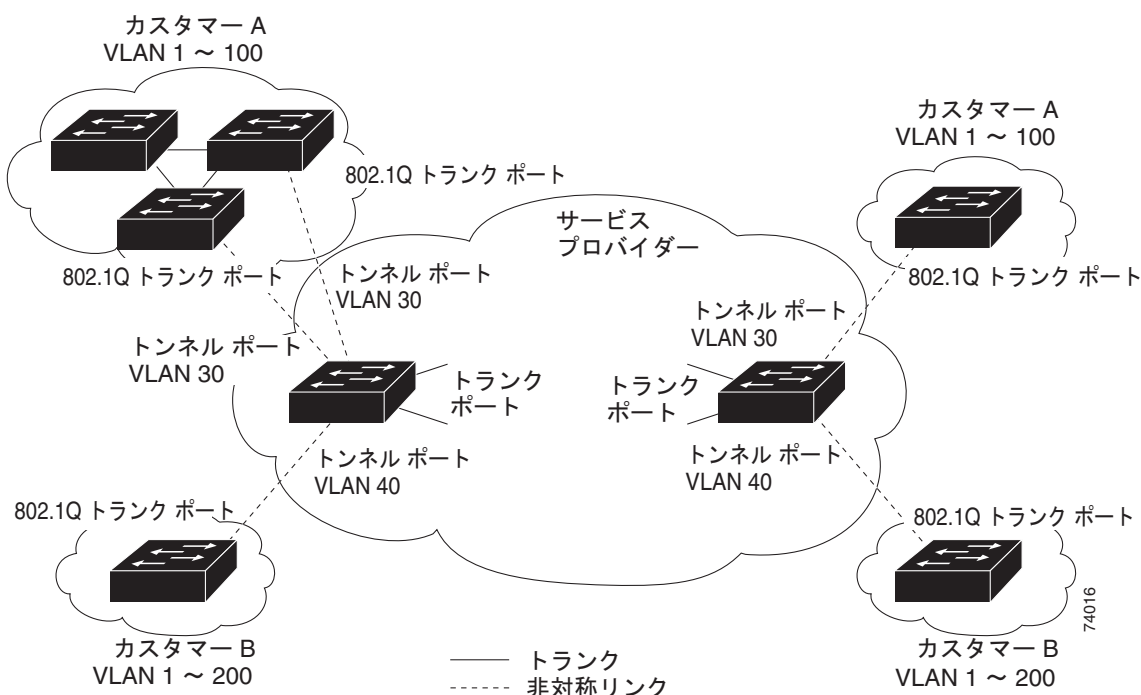 カスタマー A
VLAN 1 ～ 100
カスタマー A
VLAN 1 ～ 100
802.1Q トランク ポート
サービス
プロバイダー
802.1Q トランク ポート
トンネル ポート
VLAN 30
802.1Q トランク ポート
トンネル ポート
VLAN 30
トンネル ポート
VLAN 30
トランク
ポート
トランク
ポート
トンネル ポート
VLAN 40
トンネル ポート
VLAN 40
802.1Q トランク ポート
802.1Q トランク ポート
74016
カスタマー B
VLAN 1 ～ 200
カスタマー B
VLAN 1 ～ 200
トランク
非対称リンク